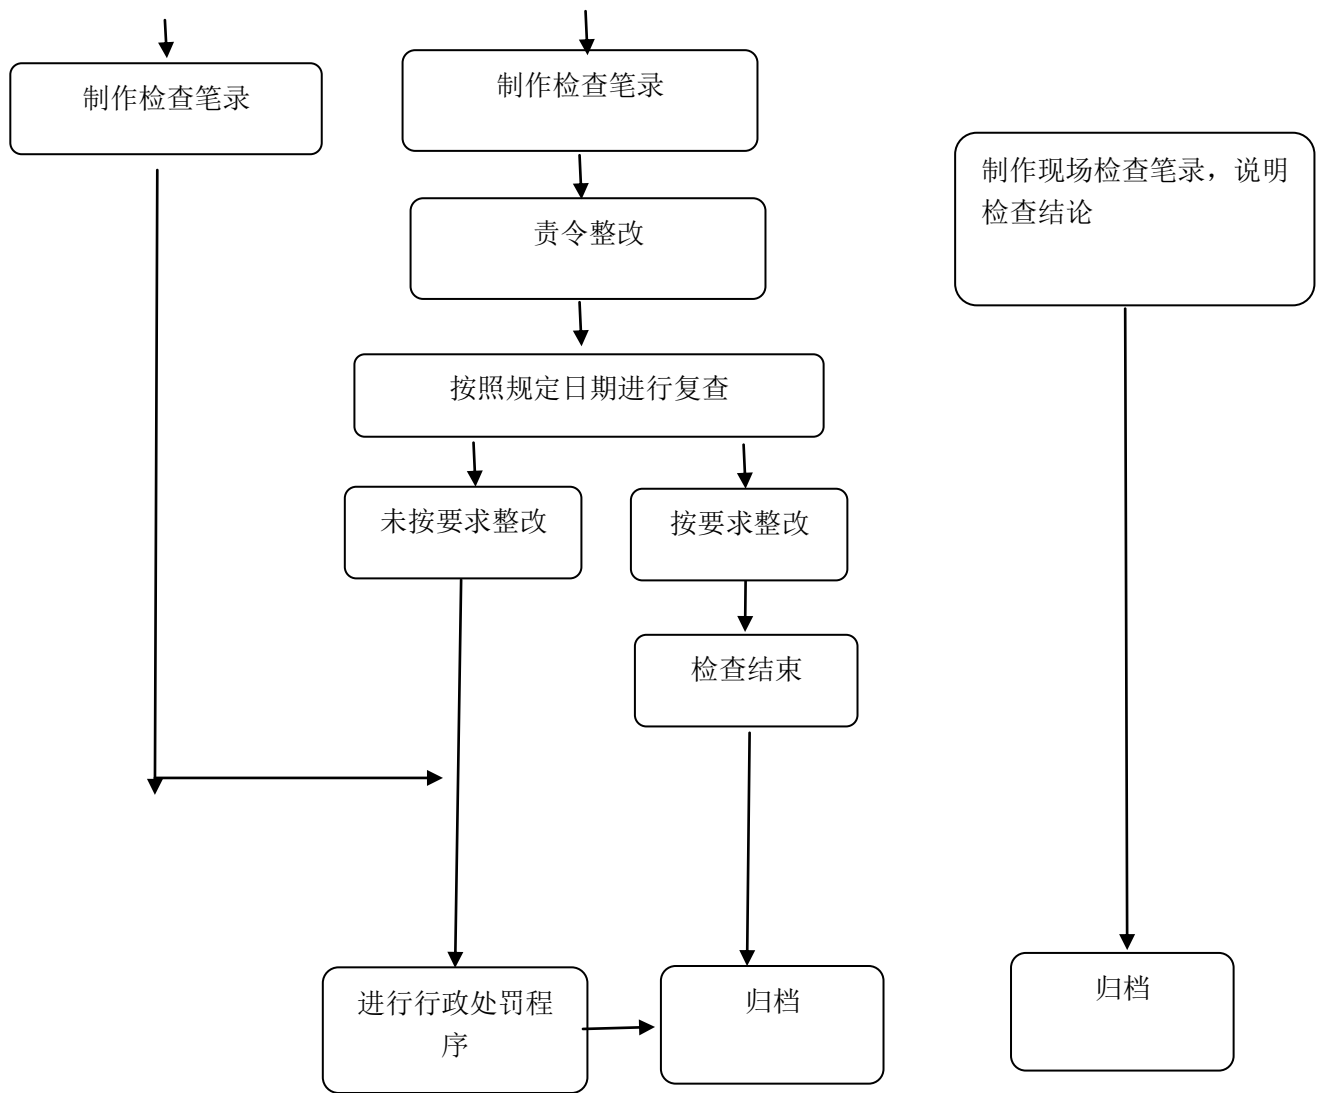 制作检查笔录
制作检查笔录
制作现场检查笔录，说明
检查结论
责令整改
按照规定日期进行复查
未按要求整改
按要求整改
检查结束
进行行政处罚程
序
归档
归档